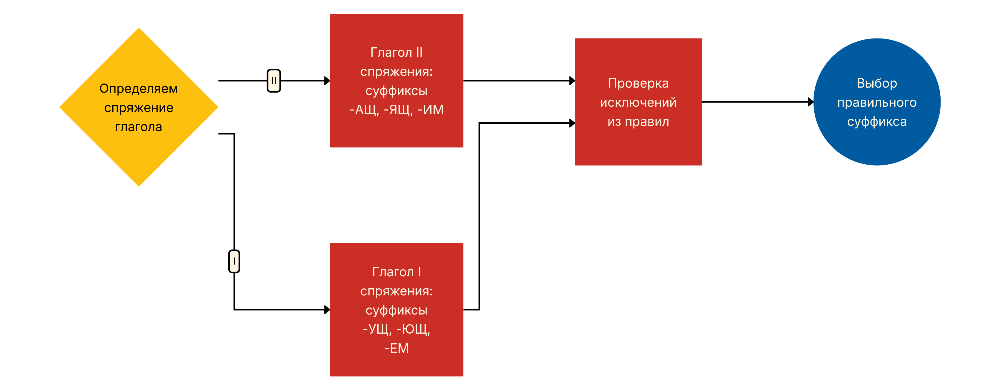 Определяем
спряжение
глагола
II
I
Глагол II
спряжения:
суффиксы
-АЩ, -ЯЩ, -ИМ
Глагол I
спряжения:
суффиксы
-УЩ, -ЮЩ,
-ЕМ
Проверка
исключений
из правил
Выбор
правильного
суффикса